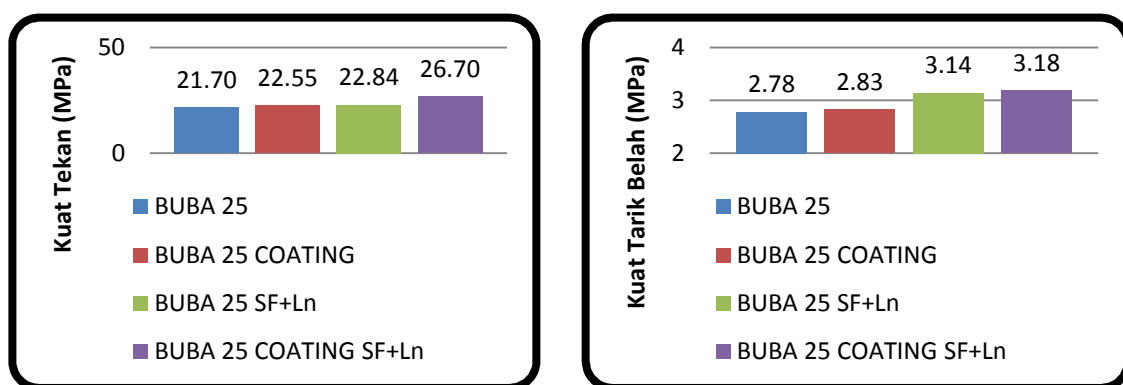 Kuat Tekan (MPa)
50
0
21.70 22.55 22.84 26.70
BUBA 25
BUBA 25 COATING
BUBA 25 SF+Ln
BUBA 25 COATING SF+Ln
Kuat Tarik Belah (MPa)
4
3
2
2.78 2.83 3.14 3.18
BUBA 25
BUBA 25 COATING
BUBA 25 SF+Ln
BUBA 25 COATING SF+Ln